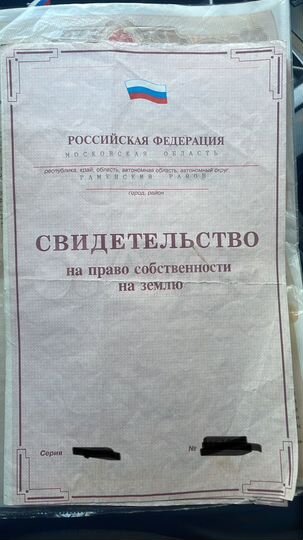 РОССИЙСКАЯ ФЕДЕРАЦИЯ
МОСКОВСКАЯ ОБЛАСТЬ
республика, край, область, автономная область, автономный округ
РАМЕНСКИЙ РАЙОН
город, район
СВИДЕТЕЛЬСТВО
на право собственности
на землю
Серия №